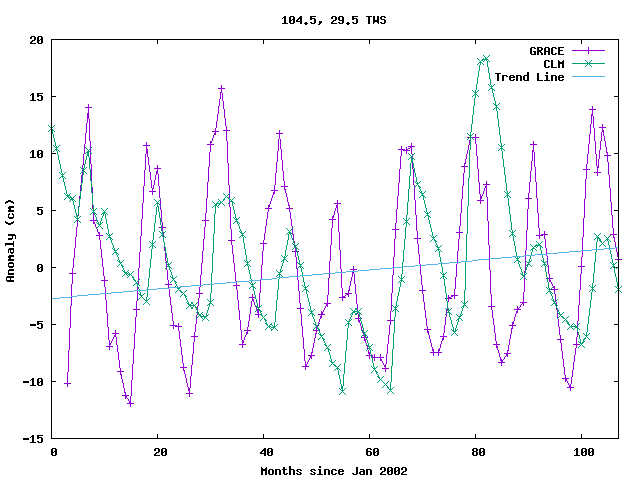 104.5, 29.5 TWS
GRACE
CLM
Trend Line
20
15
10
5
0
-5
-10
-15
Anomaly (cm)
0 20 40 60 80 100
Months since Jan 2002